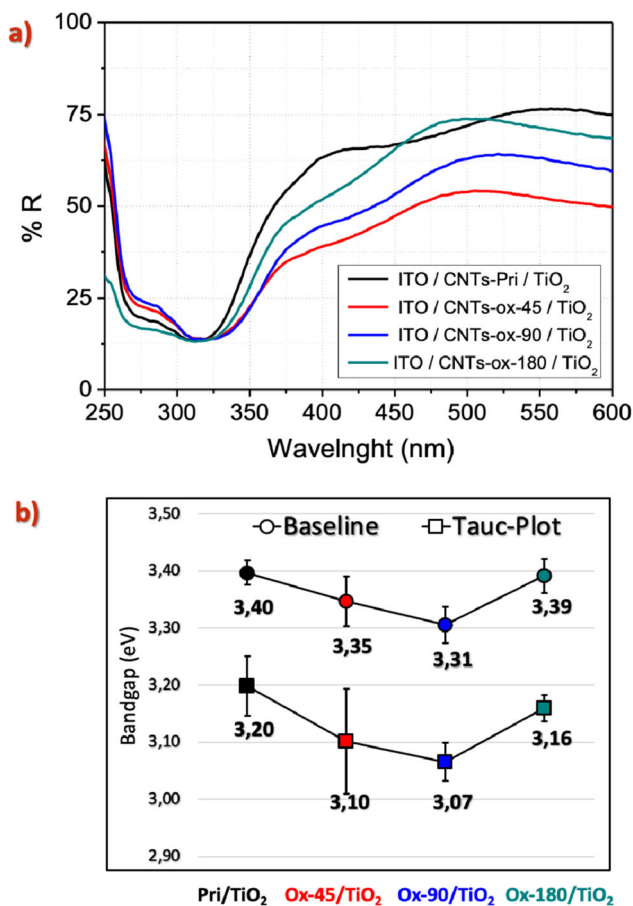 a)
100
75
50
25
0
% R
ITO / CNTs-Pri / TiO₂
ITO / CNTs-ox-45 / TiO₂
ITO / CNTs-ox-90 / TiO₂
ITO / CNTs-ox-180 / TiO₂
250 300 350 400 450 500 550 600
Wavelnght (nm)
b)
3,50
3,40
3,30
3,20
3,10
3,00
2,90
Bandgap (eV)
Baseline Tauc-Plot
3,40 3,35 3,31 3,39
3,20 3,10 3,07 3,16
Pri/TiO₂ Ox-45/TiO₂ Ox-90/TiO₂ Ox-180/TiO₂